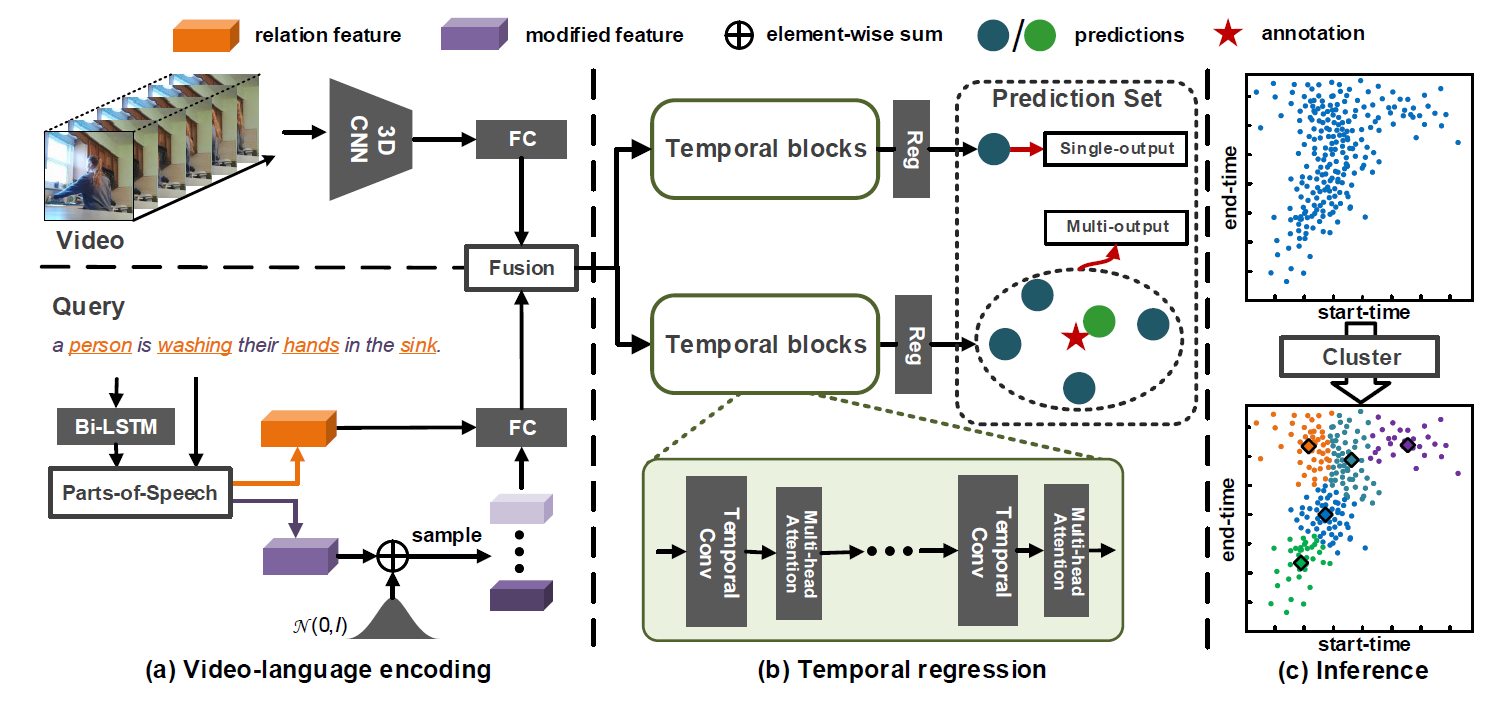 relation feature
modified feature
element-wise sum
/
predictions
annotation
Video
3D
CNN
FC
Fusion
Query
a person is washing their hands in the sink.
Bi-LSTM
Parts-of-Speech
FC
sample
𝒩(0,I)
(a) Video-language encoding
Temporal blocks
Reg
Prediction Set
Single-output
Multi-output
Temporal blocks
Reg
Temporal
Conv
Multi-head
Attention
Temporal
Conv
Multi-head
Attention
(b) Temporal regression
end-time
start-time
Cluster
end-time
start-time
(c) Inference